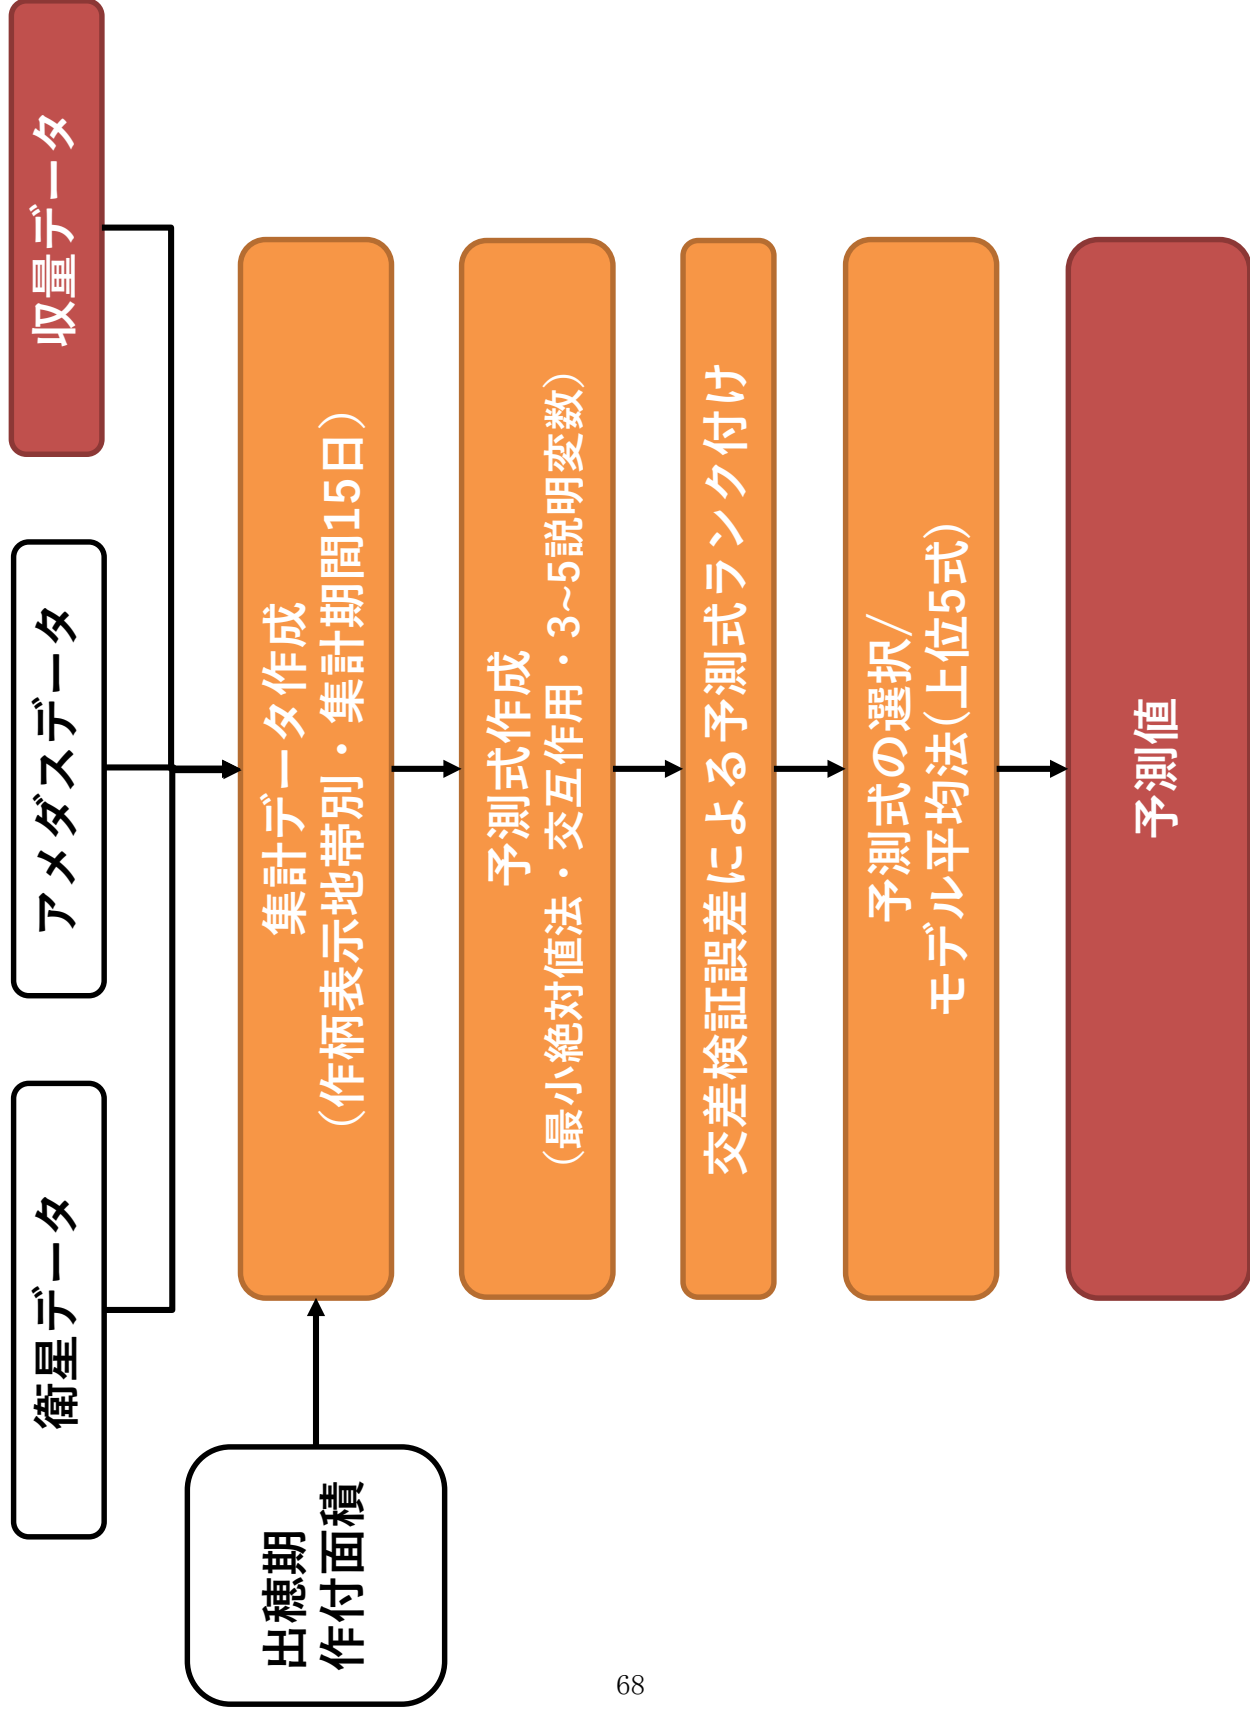 衛星データ
アメダスデータ
収量データ
出穂期
作付面積
集計データ作成
（作柄表示地帯別・集計期間15日）
予測式作成
（最小絶対値法・交互作用・3~5説明変数）
交差検証誤差による予測式ランク付け
予測式の選択/
モデル平均法(上位5式)
予測値
68